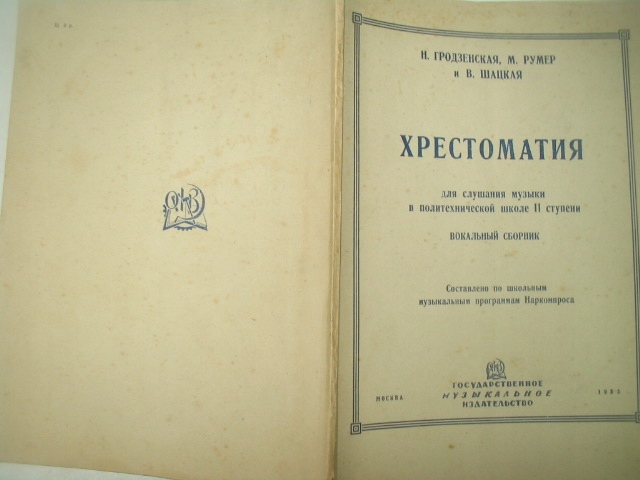 Н. ГРОДЗЕНСКАЯ, М. РУМЕР
и В. ШАЦКАЯ
ХРЕСТОМАТИЯ
для слушания музыки
в политехнической школе II ступени
ВОКАЛЬНЫЙ СБОРНИК
Составлено по школьным
музыкальным программам Наркомпроса
ГОСУДАРСТВЕННОЕ
МУЗЫКАЛЬНОЕ
ИЗДАТЕЛЬСТВО
МОСКВА